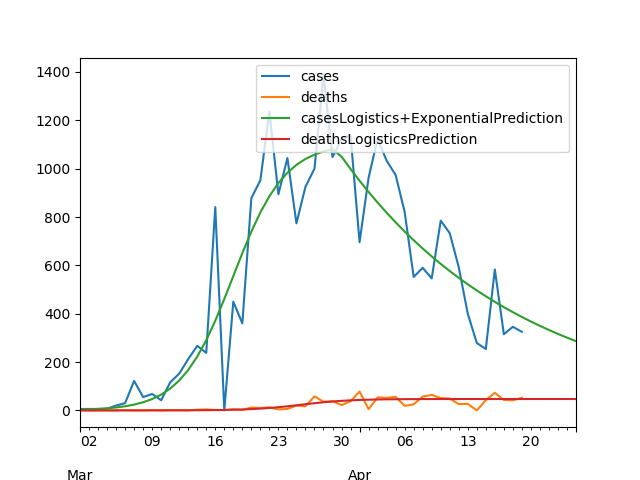 cases
deaths
casesLogistics+ExponentialPrediction
deathsLogisticsPrediction
1400
1200
1000
800
600
400
200
0
02 09 16 23 30 06 13 20
Mar Apr